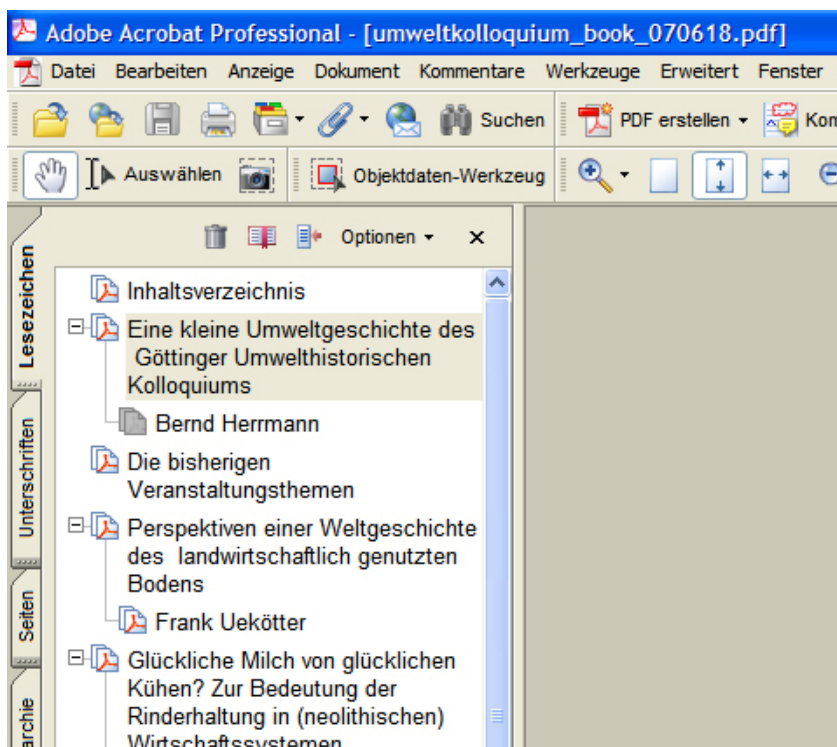 Adobe Acrobat Professional - [umweltkolloquium_book_070618.pdf]
Datei Bearbeiten Anzeige Dokument Kommentare Werkzeuge Erweitert Fenster
Suchen PDF erstellen
Auswählen Objektdaten-Werkzeug
Optionen
Lesezeichen
Unterschriften
Seiten
Inhaltsverzeichnis
Eine kleine Umweltgeschichte des
Göttinger Umwelthistorischen
Kolloquiums
Bernd Herrmann
Die bisherigen
Veranstaltungsthemen
Perspektiven einer Weltgeschichte
des landwirtschaftlich genutzten
Bodens
Frank Uekötter
Glückliche Milch von glücklichen
Kühen? Zur Bedeutung der
Rinderhaltung in (neolithischen)
Wirtschaftssystemen